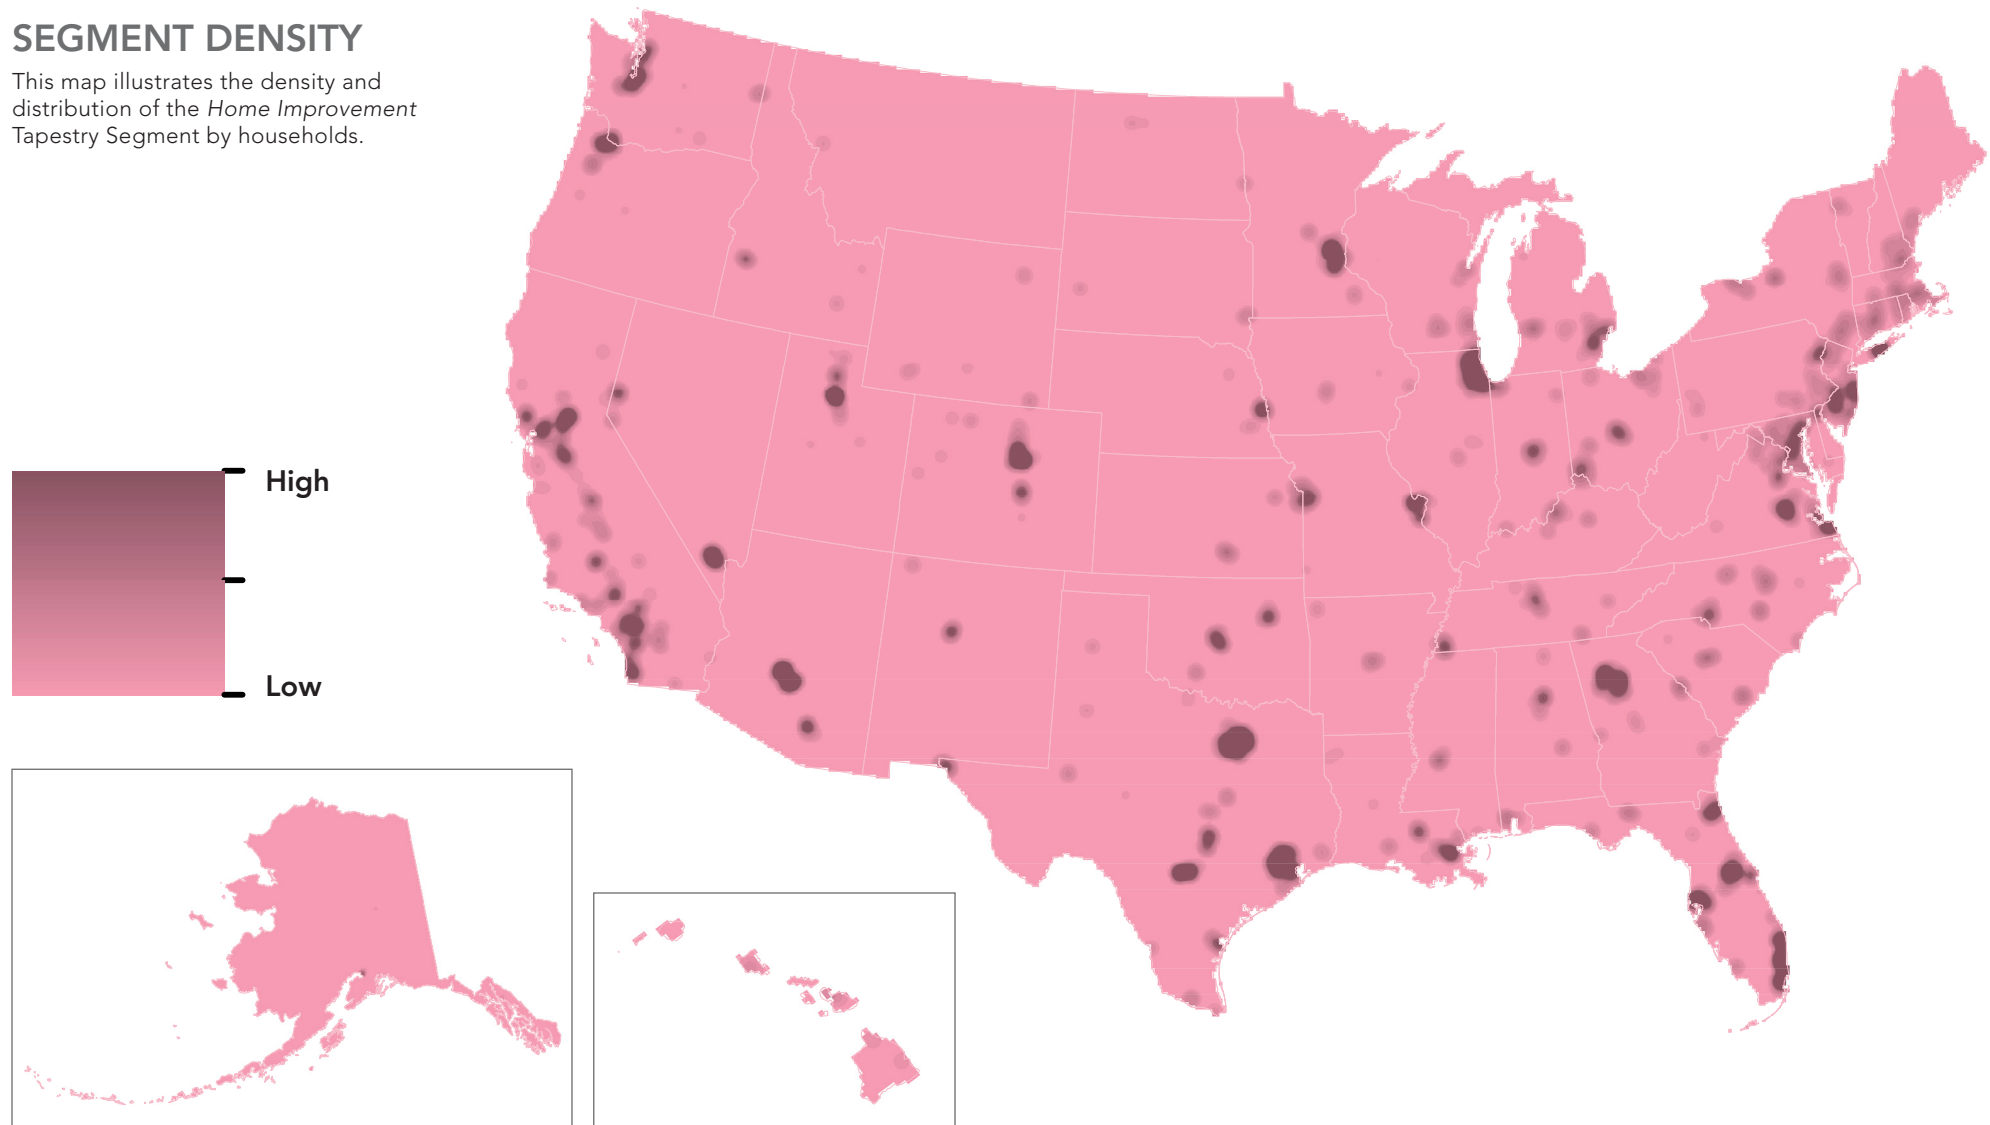 SEGMENT DENSITY
This map illustrates the density and
distribution of the Home Improvement
Tapestry Segment by households.
High
Low